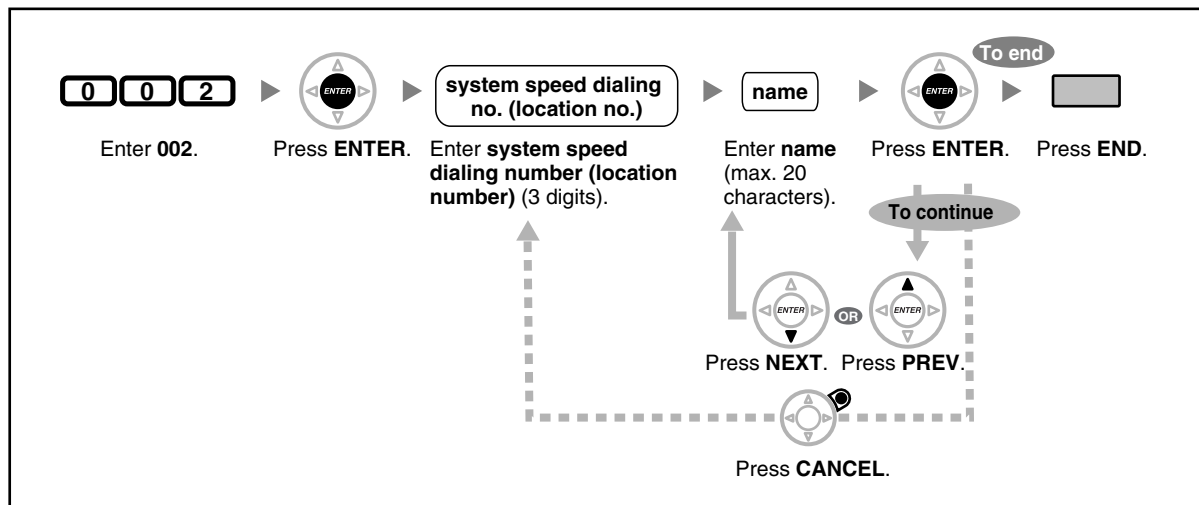 To end
0 0 2
ENTER
system speed dialing
no. (location no.)
name
ENTER
Enter 002.
Press ENTER.
Enter system speed
dialing number (location
number) (3 digits).
Enter name
(max. 20
characters).
Press ENTER.
Press END.
To continue
ENTER
OR
ENTER
Press NEXT.
Press PREV.
Press CANCEL.